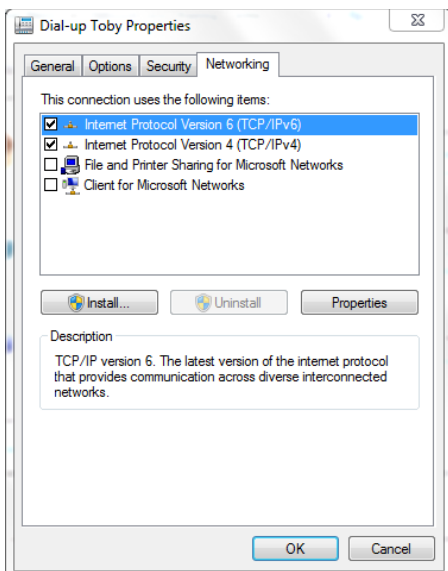 Dial-up Toby Properties
General Options Security Networking
This connection uses the following items:
Internet Protocol Version 6 (TCP/IPv6)
Internet Protocol Version 4 (TCP/IPv4)
File and Printer Sharing for Microsoft Networks
Client for Microsoft Networks
Install... Uninstall Properties
Description
TCP/IP version 6. The latest version of the internet protocol
that provides communication across diverse interconnected
networks.
OK Cancel